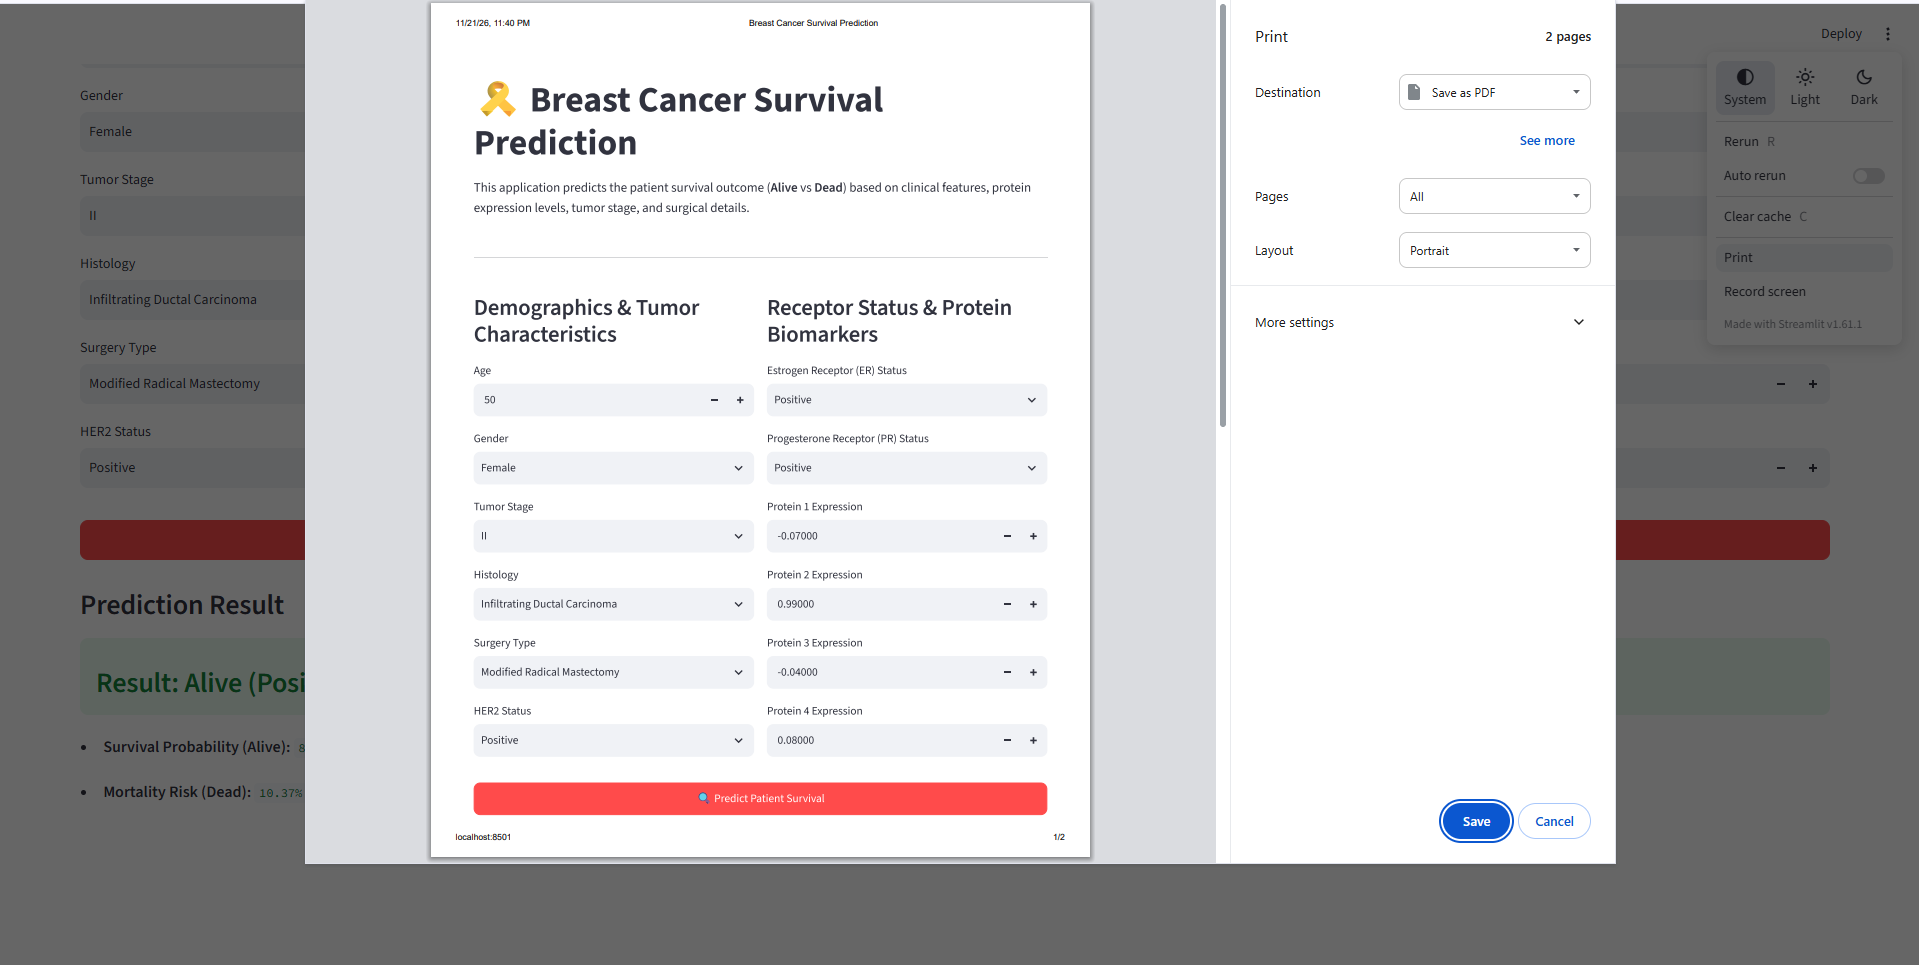 Gender
Female
Tumor Stage
II
Histology
Infiltrating Ductal Carcinoma
Surgery Type
Modified Radical Mastectomy
HER2 Status
Positive
Prediction Result
Result: Alive (Posi
Survival Probability (Alive): 8
Mortality Risk (Dead): 10.37%
11/21/26, 11:40 PM Breast Cancer Survival Prediction
Breast Cancer Survival
Prediction
This application predicts the patient survival outcome (Alive vs Dead) based on clinical features, protein
expression levels, tumor stage, and surgical details.
Demographics & Tumor
Characteristics
Age
50
Gender
Female
Tumor Stage
II
Histology
Infiltrating Ductal Carcinoma
Surgery Type
Modified Radical Mastectomy
HER2 Status
Positive
Receptor Status & Protein
Biomarkers
Estrogen Receptor (ER) Status
Positive
Progesterone Receptor (PR) Status
Positive
Protein 1 Expression
-0.07000
Protein 2 Expression
0.99000
Protein 3 Expression
-0.04000
Protein 4 Expression
0.08000
Predict Patient Survival
localhost:8501 1/2
Print 2 pages
Destination Save as PDF
See more
Pages All
Layout Portrait
More settings
Save Cancel
Deploy
System Light Dark
Rerun R
Auto rerun
Clear cache C
Print
Record screen
Made with Streamlit v1.61.1